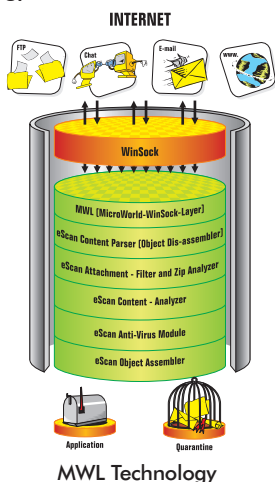 INTERNET
FTP
Chat
E-mail
www.
WinSock
MWL [MicroWorld-WinSock-Layer]
eScan Content Parser [Object Dis-assembler]
eScan Attachment - Filter and Zip Analyzer
eScan Content - Analyzer
eScan Anti-Virus Module
eScan Object Assembler
Application
Quarantine
MWL Technology